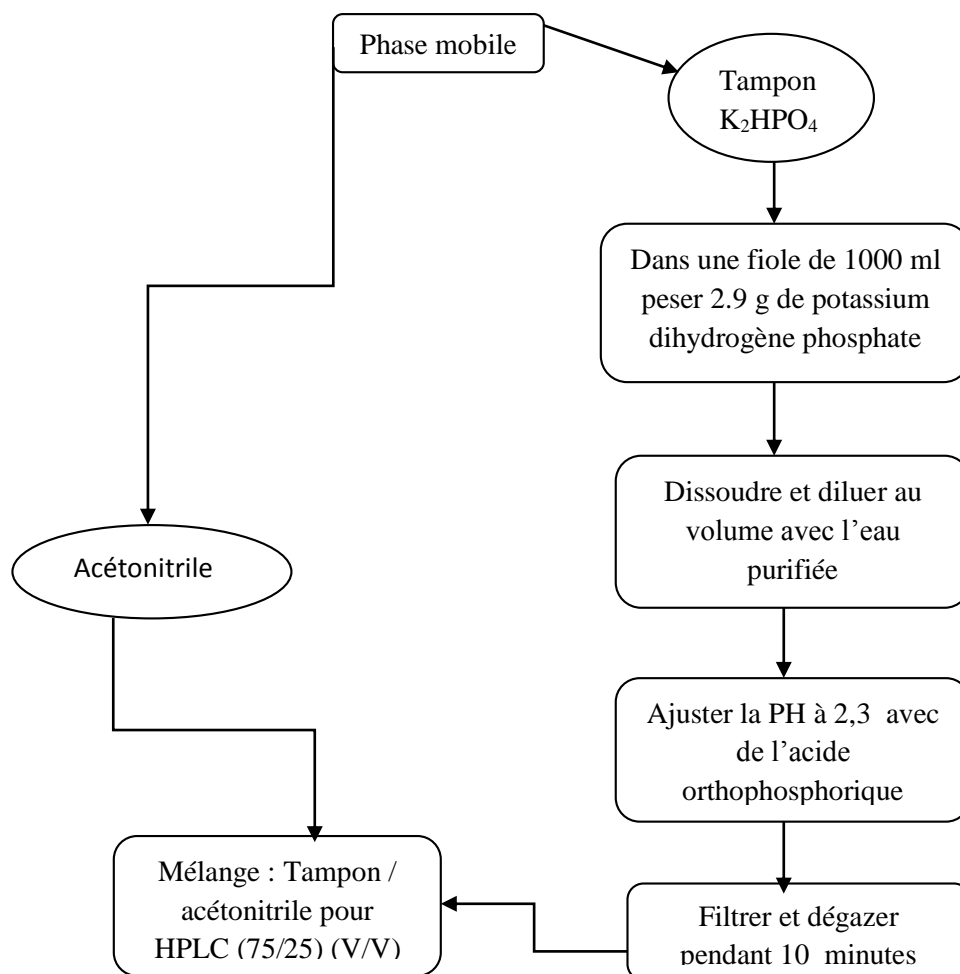 Phase mobile
Tampon
K₂HPO₄
Dans une fiole de 1000 ml
peser 2.9 g de potassium
dihydrogène phosphate
Dissoudre et diluer au
volume avec l’eau
purifiée
Acétonitrile
Ajuster la PH à 2,3 avec
de l’acide
orthophosphorique
Mélange : Tampon /
acétonitrile pour
HPLC (75/25) (V/V)
Filtrer et dégazer
pendant 10 minutes